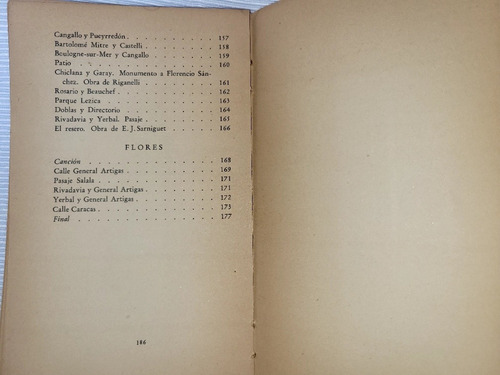 Cangallo y Pueyrredón . . . . . . . . . . 157
Bartolomé Mitre y Castelli . . . . . . . . . 158
Boulogne-sur-Mer y Cangallo . . . . . . . . 159
Patio . . . . . . . . . . . . . . . 160
Chiclana y Garay. Monumento a Florencio Sán-
chez. Obra de Riganelli . . . . . . . . . 161
Rosario y Beauchef . . . . . . . . . . . 162
Parque Lezica . . . . . . . . . . . . 163
Doblas y Directorio . . . . . . . . . . . 164
Rivadavia y Yerbal. Pasaje . . . . . . . . . 165
El resero. Obra de E. J. Sarniguet . . . . . . 166
FLORES
Canción . . . . . . . . . . . . . . 168
Calle General Artigas . . . . . . . . . . 169
Pasaje Salala . . . . . . . . . . . . . 171
Rivadavia y General Artigas . . . . . . . . 171
Yerbal y General Artigas . . . . . . . . . 172
Calle Caracas . . . . . . . . . . . . 175
Final . . . . . . . . . . . . . . . 177
186